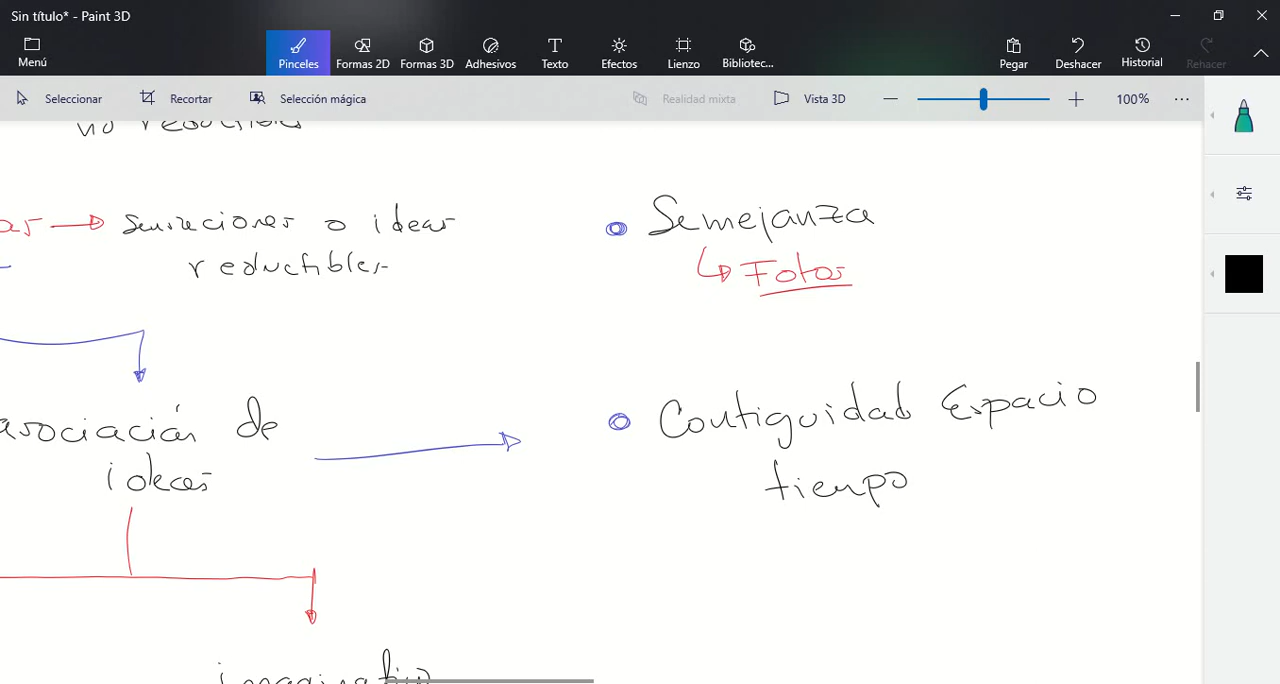 Sin título* - Paint 3D
Menú
Pinceles
Formas 2D
Formas 3D
Adhesivos
Texto
Efectos
Lienzo
Bibliotec...
Pegar
Deshacer
Historial
Rehacer
Seleccionar
Recortar
Selección mágica
Realidad mixta
Vista 3D
100%
no reductibles
sensaciones o ideas
reductibles
Semejanza
Fotos
Contiguidad Espacio
tiempo
asociación de
ideas